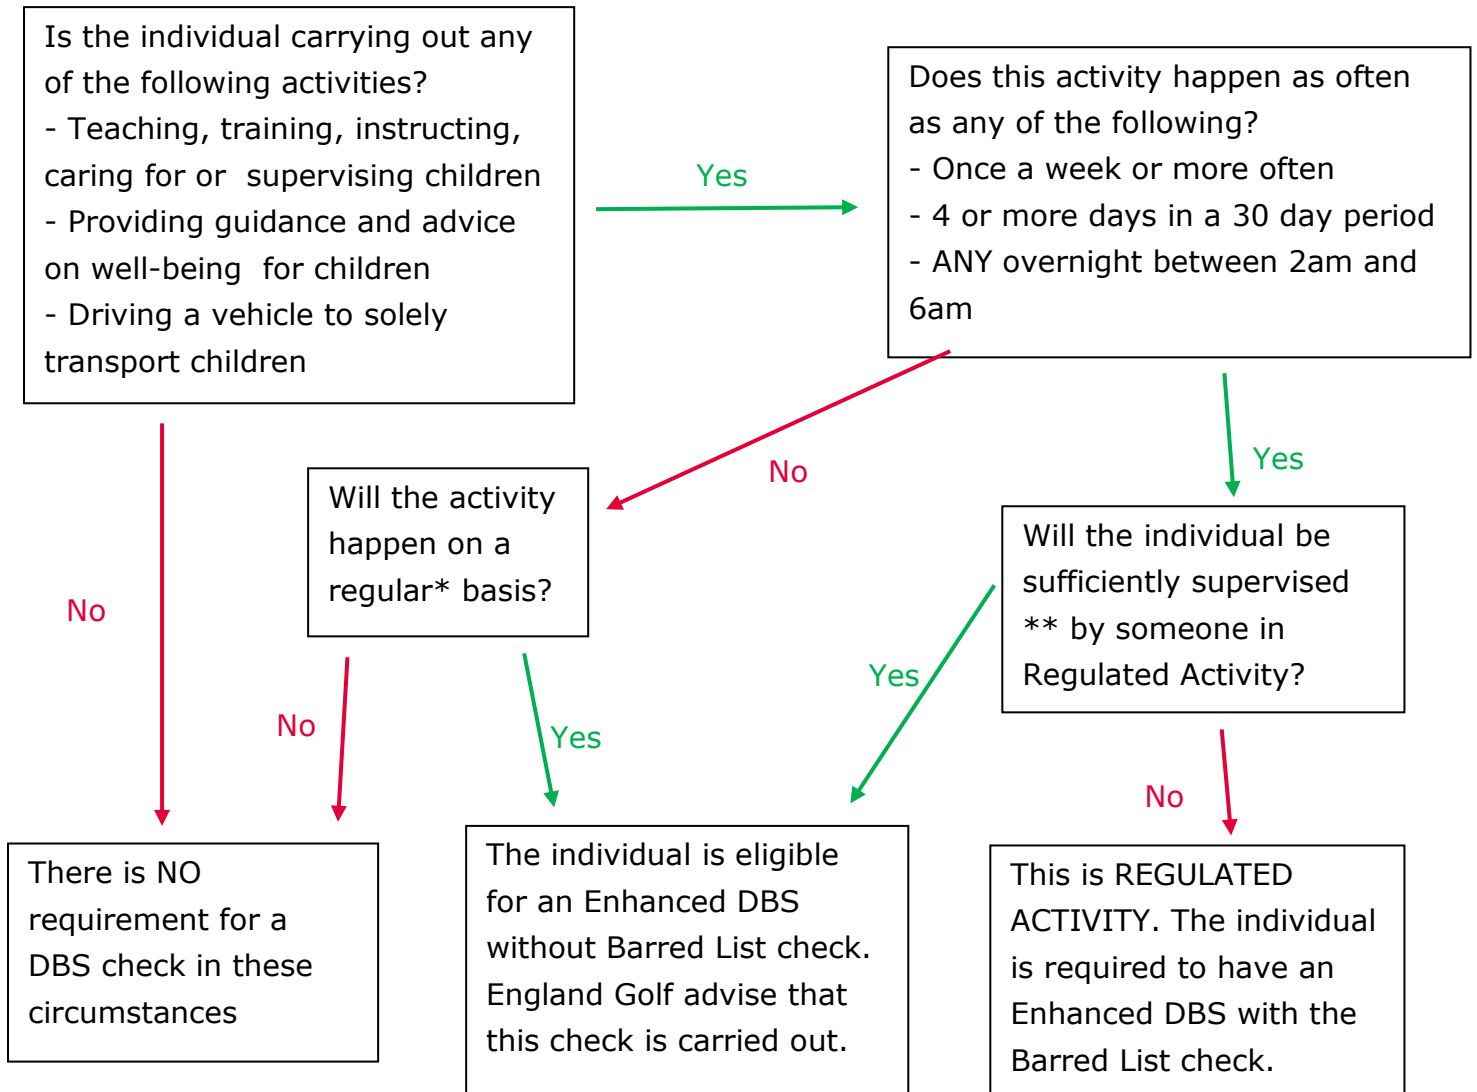 Is the individual carrying out any
of the following activities?
- Teaching, training, instructing,
caring for or  supervising children
- Providing guidance and advice
on well-being  for children
- Driving a vehicle to solely
transport children
Yes
Does this activity happen as often
as any of the following?
- Once a week or more often
- 4 or more days in a 30 day period
- ANY overnight between 2am and
6am
No
Yes
Will the activity
happen on a
regular* basis?
Will the individual be
sufficiently supervised
** by someone in
Regulated Activity?
No
No
Yes
Yes
No
There is NO
requirement for a
DBS check in these
circumstances
The individual is eligible
for an Enhanced DBS
without Barred List check.
England Golf advise that
this check is carried out.
This is REGULATED
ACTIVITY. The individual
is required to have an
Enhanced DBS with the
Barred List check.